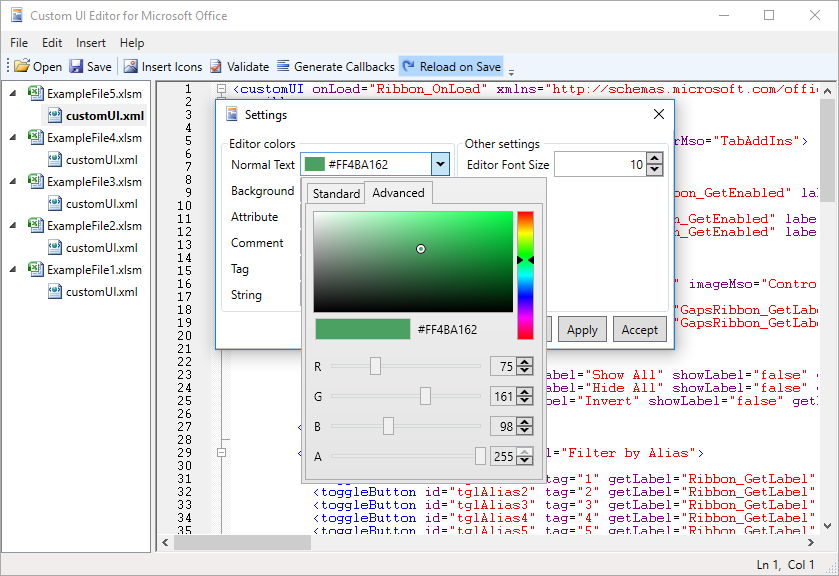 Custom UI Editor for Microsoft Office
File Edit Insert Help
Open Save Insert Icons Validate Generate Callbacks Reload on Save
ExampleFile5.xlsm
customUI.xml
ExampleFile4.xlsm
customUI.xml
ExampleFile3.xlsm
customUI.xml
ExampleFile2.xlsm
customUI.xml
ExampleFile1.xlsm
customUI.xml
1 <customUI onLoad="Ribbon_OnLoad" xmlns="http://schemas.microsoft.com/offi
2
3
4
5 rMso="TabAddIns">
6
7
8
9 bon_GetEnabled" lab
10
11 on_GetEnabled" label
12 on_GetEnabled" labe
13
14
15
16 " imageMso="Contro
17
18 "GapsRibbon_GetLab
19 "GapsRibbon_GetLabe
20
21
22
23 abel="Show All" showLabel="false"
24 abel="Hide All" showLabel="false"
25 bel="Invert" showLabel="false" getI
26
27 <
28
29 < el="Filter by Alias">
30
31 tag="1" getLabel="Ribbon_GetLabel"
32 <toggleButton id="tglAlias2" tag="2" getLabel="Ribbon_GetLabel"
33 <toggleButton id="tglAlias3" tag="3" getLabel="Ribbon_GetLabel"
34 <toggleButton id="tglAlias4" tag="4" getLabel="Ribbon_GetLabel"
35 <toggleButton id="tglAlias5" tag="5" getLabel="Ribbon_GetLabel"
Settings
Editor colors
Normal Text #FF4BA162
Background
Attribute
Comment
Tag
String
Other settings
Editor Font Size 10
Standard Advanced
#FF4BA162
R 75
G 161
B 98
A 255
Apply Accept
Ln 1, Col 1